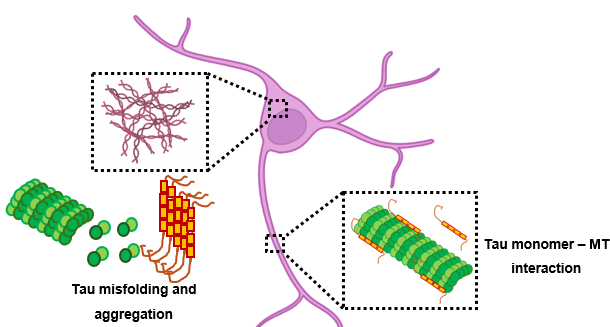 Tau monomer – MT
interaction
Tau misfolding and
aggregation